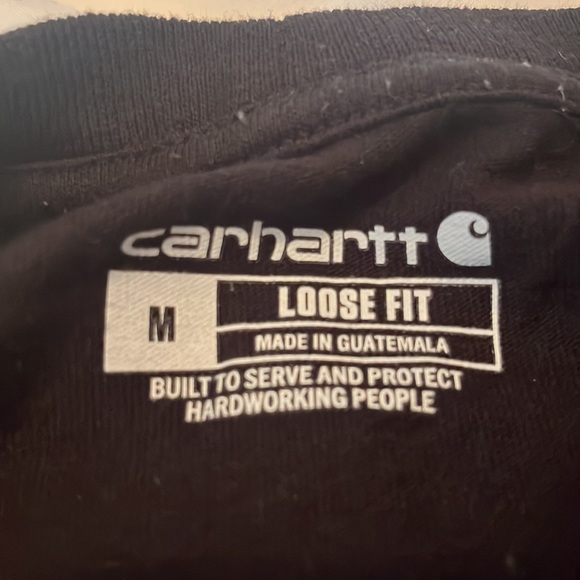 carhartt
M
LOOSE FIT
MADE IN GUATEMALA
BUILT TO SERVE AND PROTECT
HARDWORKING PEOPLE